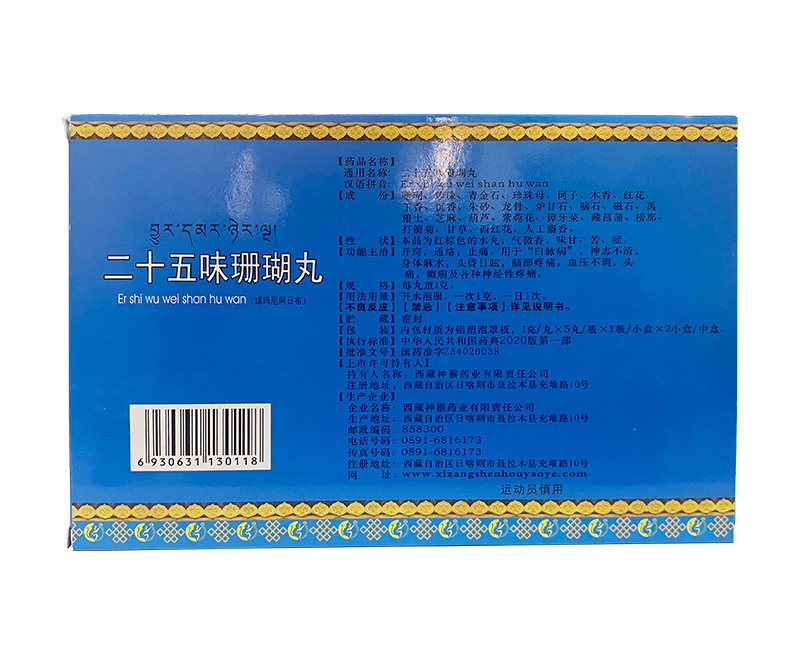 བྱུར་དམར་ཉེར་ལྔ།
二十五味珊瑚丸
Er shi wu wei shan hu wan（球玛尼阿日布）
6 930631 130118
【药品名称】
通用名称：二十五味珊瑚丸
汉语拼音：Er shi wu wei shan hu wan
【成　份】珊瑚、珍珠、青金石、珍珠母、诃子、木香、红花、
丁香、沉香、朱砂、龙骨、炉甘石、脑石、磁石、禹
粮土、芝麻、葫芦、紫菀花、獐牙菜、藏菖蒲、榜那、
打箭菊、甘草、西红花、人工麝香。
【性　状】本品为红棕色的水丸；气微香，味甘、苦、涩。
【功能主治】开窍，通络，止痛。用于“白脉病”，神志不清，
身体麻木，头昏目眩，脑部疼痛，血压不调，头
痛，癫痫及各种神经性疼痛。
【规　格】每丸重1克。
【用法用量】开水泡服。一次1克，一日1次。
【不良反应】【禁忌】【注意事项】详见说明书。
【贮　藏】密封
【包　装】内包材质为铝塑泡罩板，1克/丸×5丸/板×1板/小盒×2小盒/中盒。
【执行标准】中华人民共和国药典2020版第一部
【批准文号】国药准字Z54020038
【上市许可持有人】
持有人名称：西藏神猴药业有限责任公司
注册地址：西藏自治区日喀则市聂拉木县充堆路10号
【生产企业】
企业名称：西藏神猴药业有限责任公司
生产地址：西藏自治区日喀则市聂拉木县充堆路10号
邮政编码：858300
电话号码：0891-6816173
传真号码：0891-6816173
注册地址：西藏自治区日喀则市聂拉木县充堆路10号
网　址：www.xizangshenhouyaoye.com
运动员慎用